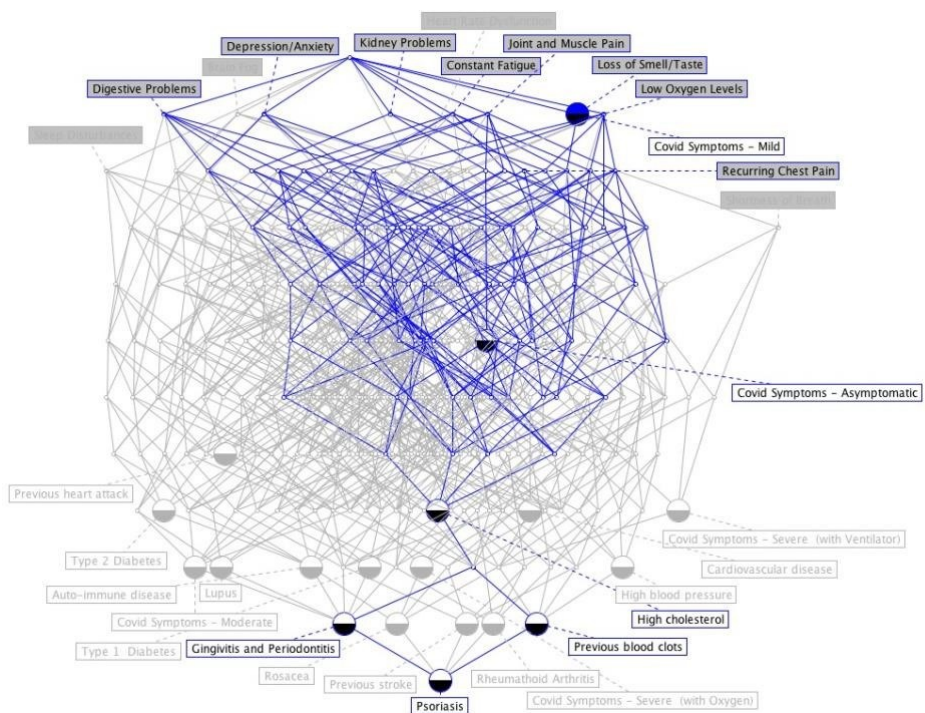 Heart Rate Dysfunction
Depression/Anxiety
Kidney Problems
Joint and Muscle Pain
Brain Fog
Constant Fatigue
Loss of Smell/Taste
Digestive Problems
Low Oxygen Levels
Sleep Disturbances
Covid Symptoms - Mild
Recurring Chest Pain
Shortness of Breath
Covid Symptoms - Asymptomatic
Previous heart attack
Covid Symptoms - Severe (with Ventilator)
Type 2 Diabetes
Cardiovascular disease
Auto-immune disease
Lupus
High blood pressure
Covid Symptoms - Moderate
High cholesterol
Type 1 Diabetes
Gingivitis and Periodontitis
Previous blood clots
Rosacea
Previous stroke
Rheumatoid Arthritis
Covid Symptoms - Severe (with Oxygen)
Psoriasis